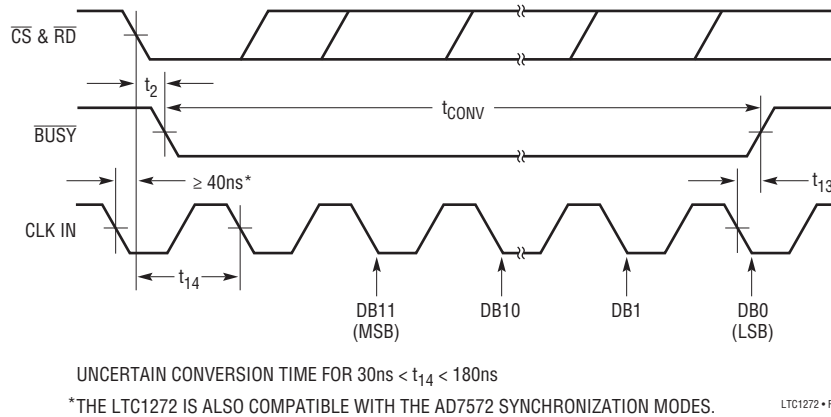 CS & RD
t2
tCONV
BUSY
≥ 40ns*
t13
CLK IN
t14
DB11
(MSB)
DB10
DB1
DB0
(LSB)
UNCERTAIN CONVERSION TIME FOR 30ns < t14 < 180ns
*THE LTC1272 IS ALSO COMPATIBLE WITH THE AD7572 SYNCHRONIZATION MODES.
LTC1272 •